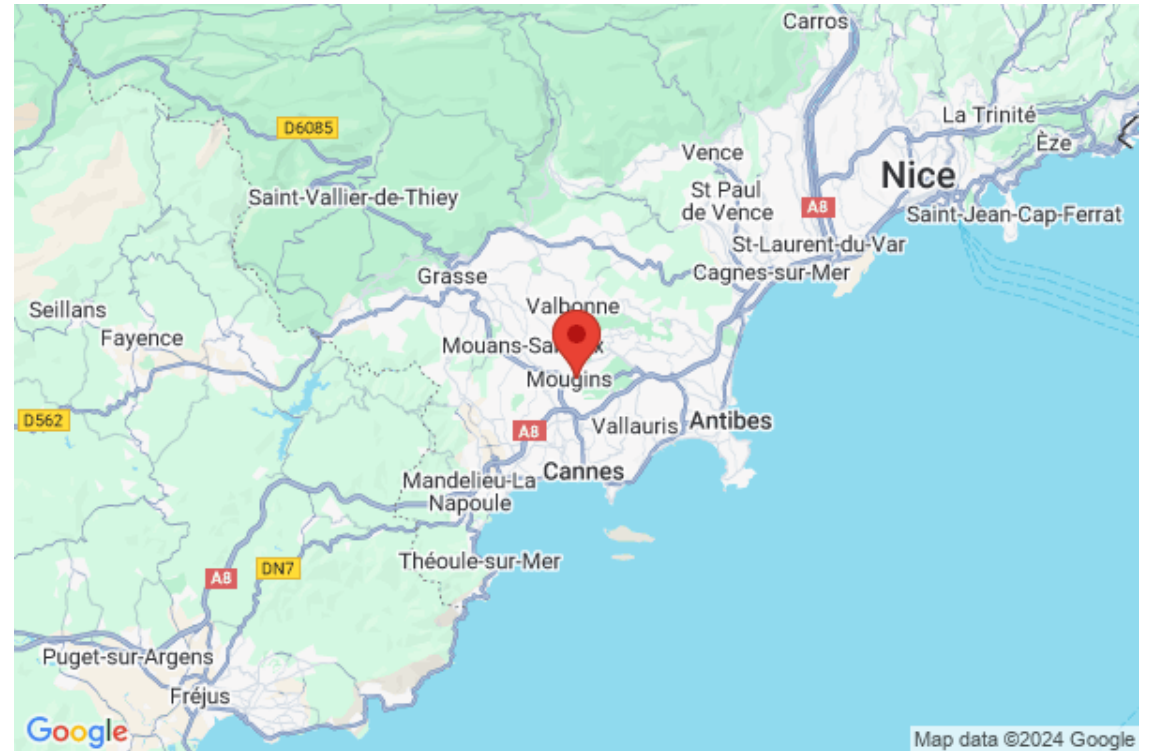 Carros
La Trinité
D6085
Èze
Vence
Nice
Saint-Vallier-de-Thiey
St Paul
de Vence
A8
Saint-Jean-Cap-Ferrat
St-Laurent-du-Var
Grasse
Cagnes-sur-Mer
Seillans
Valbonne
Fayence
Mougins
D562
A8
Vallauris
Antibes
Mandelieu-La
Napoule
Cannes
Théoule-sur-Mer
A8
DN7
Puget-sur-Argens
Fréjus
Google
Map data ©2024 Google